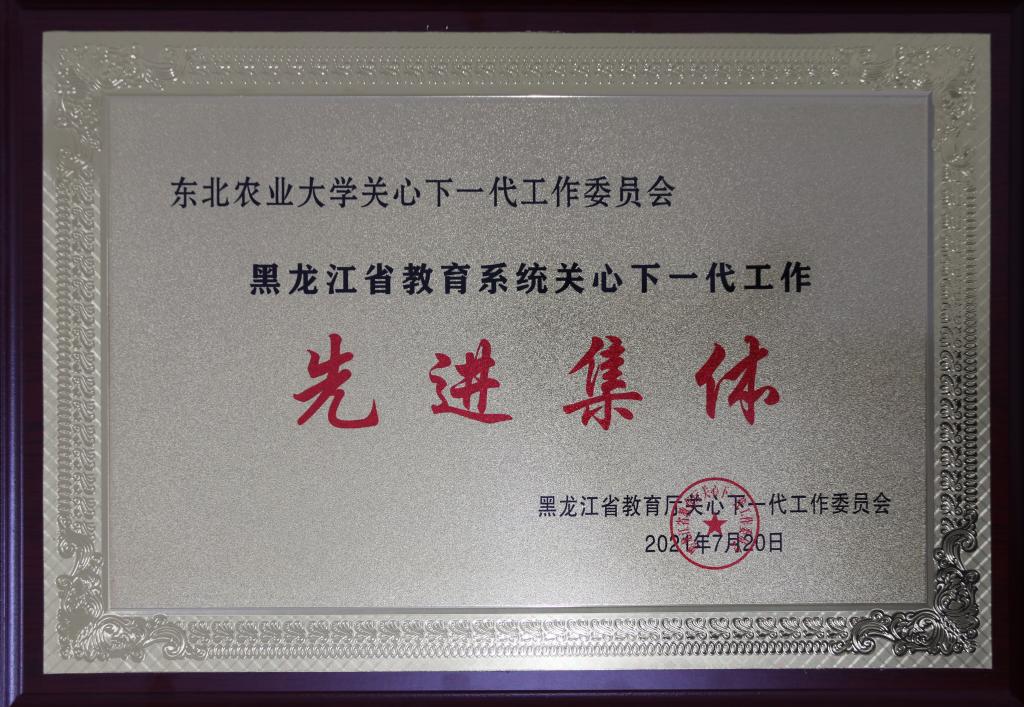 东北农业大学关心下一代工作委员会
黑龙江省教育系统关心下一代工作
先进集体
黑龙江省教育厅关心下一代工作委员会
2021年7月20日